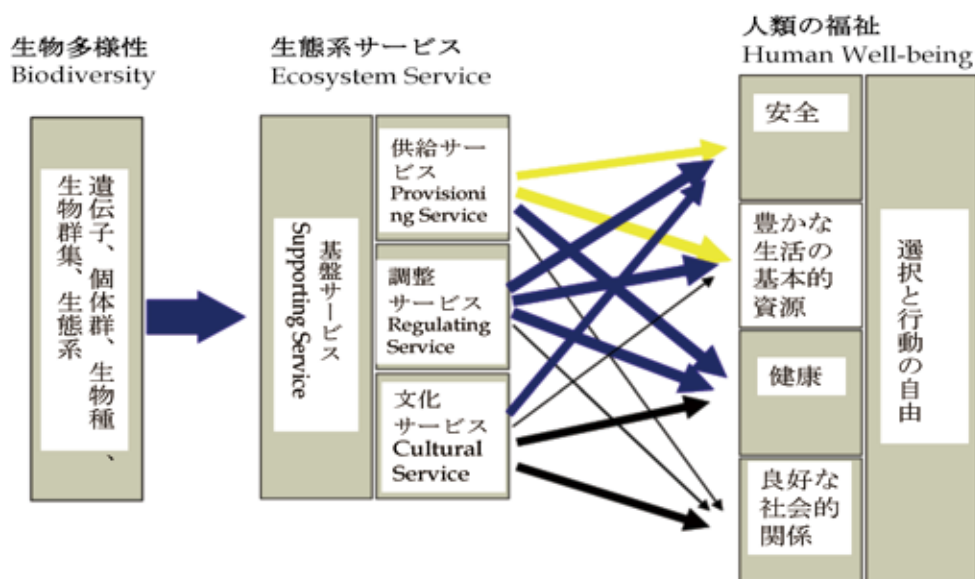 生物多様性
Biodiversity
遺伝子、個体群、生物種、
生物群集、生態系
生態系サービス
Ecosystem Service
基盤サービス
Supporting Service
供給サー
ビス
Provisioni
ng Service
調整
サービス
Regulating
Service
文化
サービス
Cultural
Service
人類の福祉
Human Well-being
安全
豊かな
生活の
基本的
資源
健康
良好な
社会的
関係
選択と行動の自由